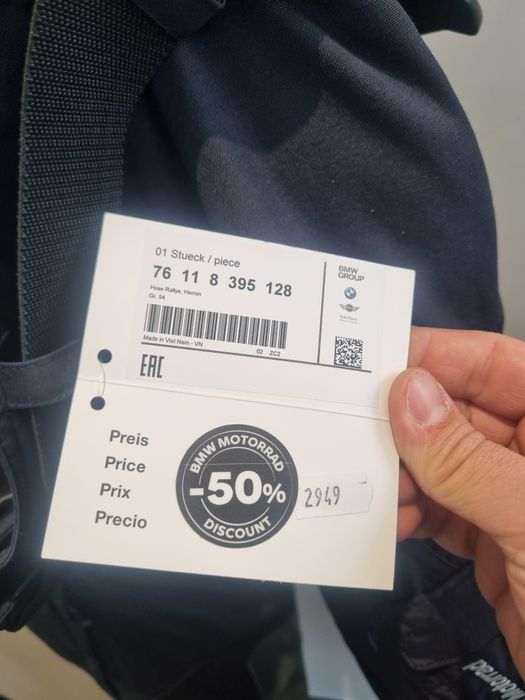 01 Stueck / piece
76 11 8 395 128
Hose Rallye, Herren
Gr. 54
Made in Viet Nam - VN
02 ZC2
EAC
BMW
GROUP
Preis
Price
Prix
Precio
BMW MOTORRAD
-50%
DISCOUNT
2949